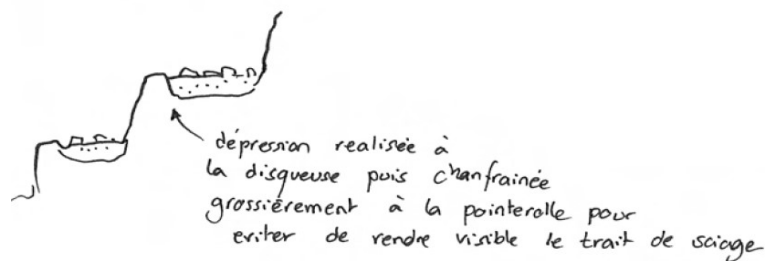 dépression realisée à
la disqueuse puis chanfrainée
grossièrement à la pointerolle pour
eviter de rendre visible le trait de sciage